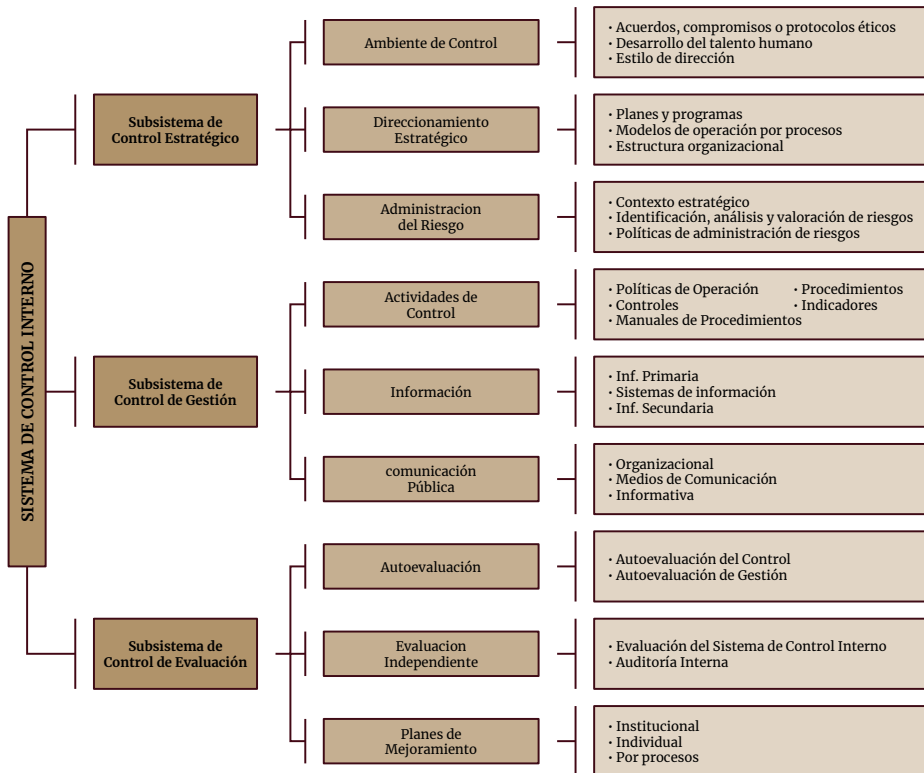 SISTEMA DE CONTROL INTERNO
Subsistema de
Control Estratégico
Ambiente de Control
· Acuerdos, compromisos o protocolos éticos
· Desarrollo del talento humano
· Estilo de dirección
Direccionamiento
Estratégico
· Planes y programas
· Modelos de operación por procesos
· Estructura organizacional
Administracion
del Riesgo
· Contexto estratégico
· Identificación, análisis y valoración de riesgos
· Políticas de administración de riesgos
Subsistema de
Control de Gestión
Actividades de
Control
· Políticas de Operación · Procedimientos
· Controles · Indicadores
· Manuales de Procedimientos
Información
· Inf. Primaria
· Sistemas de información
· Inf. Secundaria
comunicación
Pública
· Organizacional
· Medios de Comunicación
· Informativa
Subsistema de
Control de Evaluación
Autoevaluación
· Autoevaluación del Control
· Autoevaluación de Gestión
Evaluacion
Independiente
· Evaluación del Sistema de Control Interno
· Auditoría Interna
Planes de
Mejoramiento
· Institucional
· Individual
· Por procesos